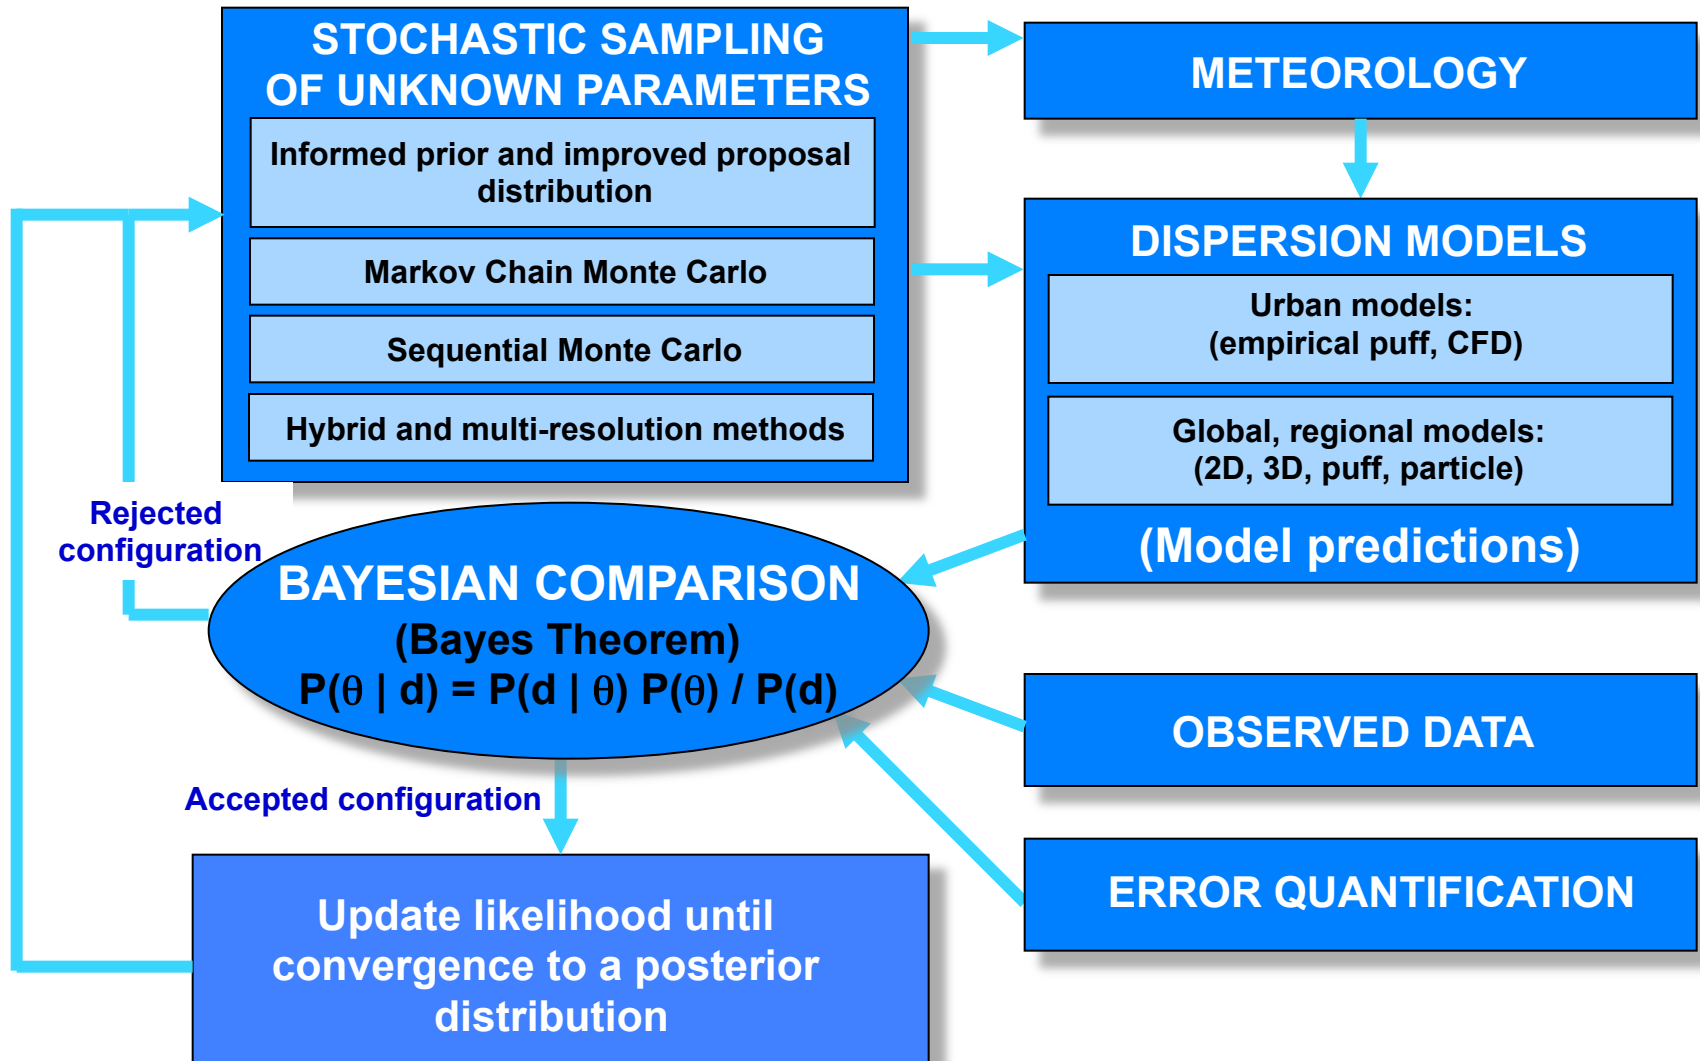 STOCHASTIC SAMPLING
OF UNKNOWN PARAMETERS
Informed prior and improved proposal
distribution
Markov Chain Monte Carlo
Sequential Monte Carlo
Hybrid and multi-resolution methods
METEOROLOGY
DISPERSION MODELS
Urban models:
(empirical puff, CFD)
Global, regional models:
(2D, 3D, puff, particle)
(Model predictions)
Rejected
configuration
BAYESIAN COMPARISON
(Bayes Theorem)
P(θ | d) = P(d | θ) P(θ) / P(d)
OBSERVED DATA
ERROR QUANTIFICATION
Accepted configuration
Update likelihood until
convergence to a posterior
distribution